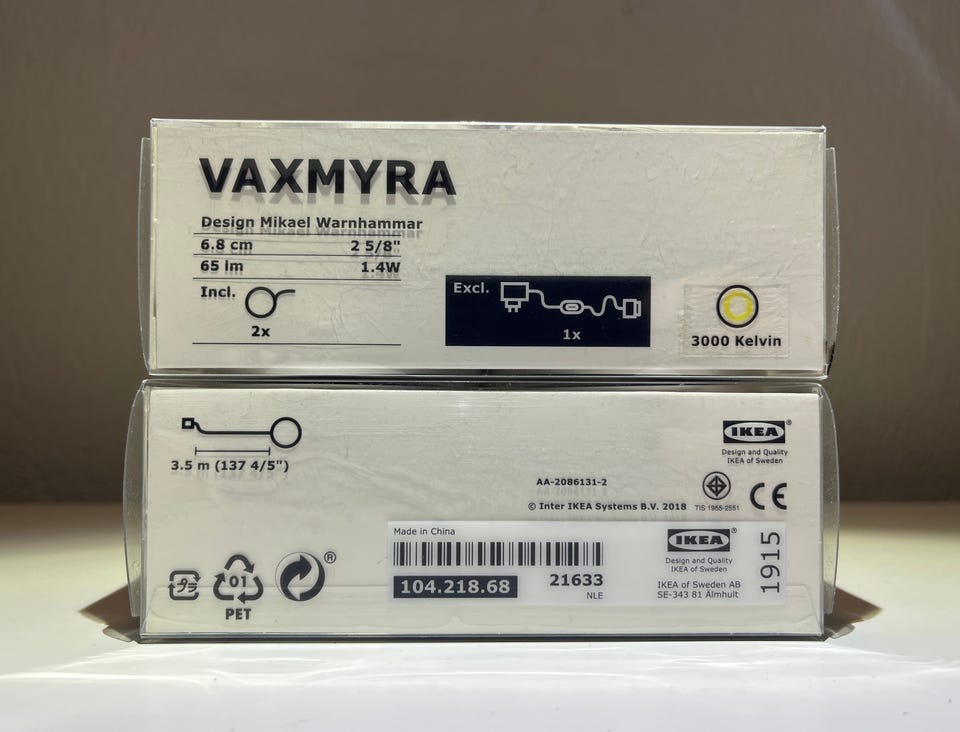 VAXMYRA
Design Mikael Warnhammar
6.8 cm 2 5/8"
65 lm 1.4W
Incl.
2x
Excl.
1x
3000 Kelvin
3.5 m (137 4/5")
IKEA®
Design and Quality
IKEA of Sweden
AA-2086131-2
© Inter IKEA Systems B.V. 2018
TIS 1955-2551
CE
プラ
01
PET
®
Made in China
104.218.68
21633
NLE
IKEA®
Design and Quality
IKEA of Sweden
IKEA of Sweden AB
SE-343 81 Älmhult
1915